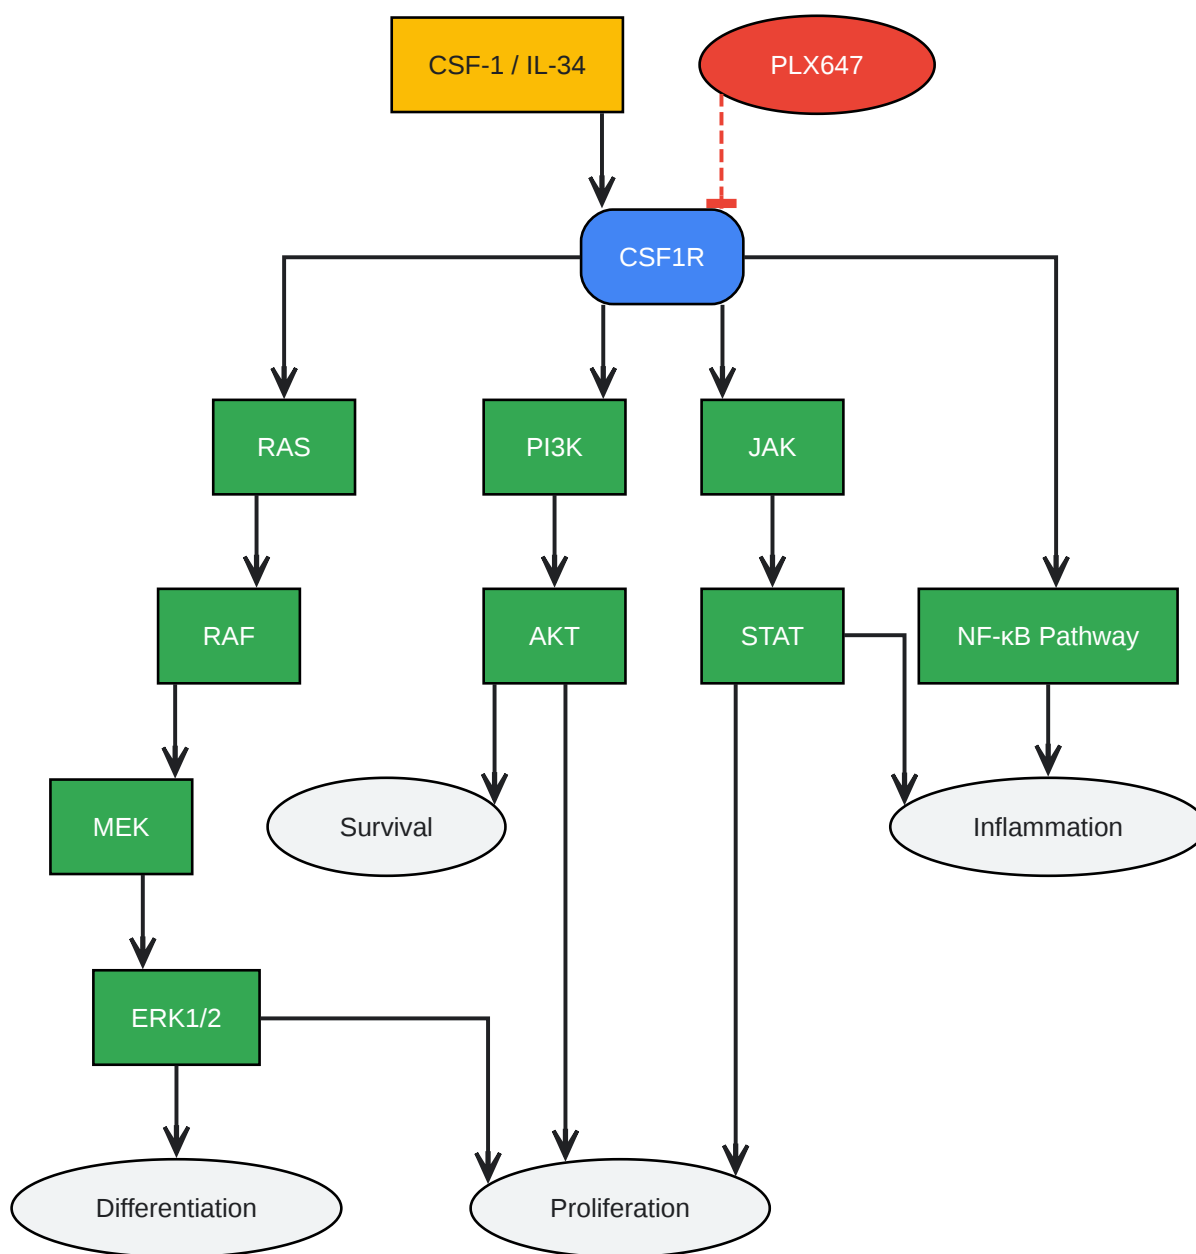 CSF-1 / IL-34
PLX647
CSF1R
RAS
PI3K
JAK
RAF
AKT
STAT
NF-κB Pathway
MEK
Survival
Inflammation
ERK1/2
Differentiation
Proliferation